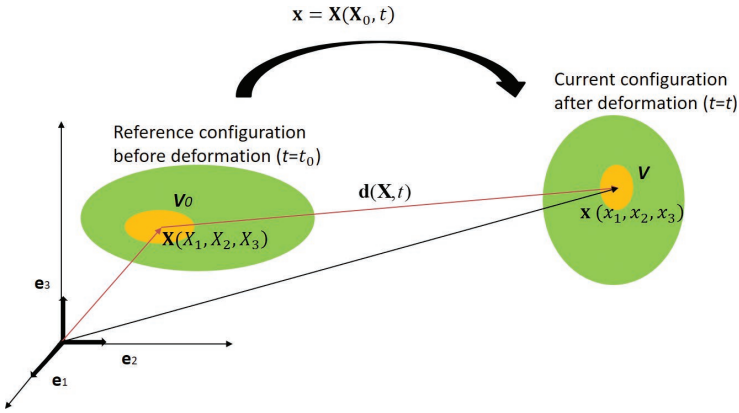 𝐱 = 𝐗(𝐗₀, t)
Current configuration
after deformation (t=t)
Reference configuration
before deformation (t=t₀)
V
V₀
d(X,t)
𝐱 (x₁, x₂, x₃)
X(X₁, X₂, X₃)
e₃
e₂
e₁